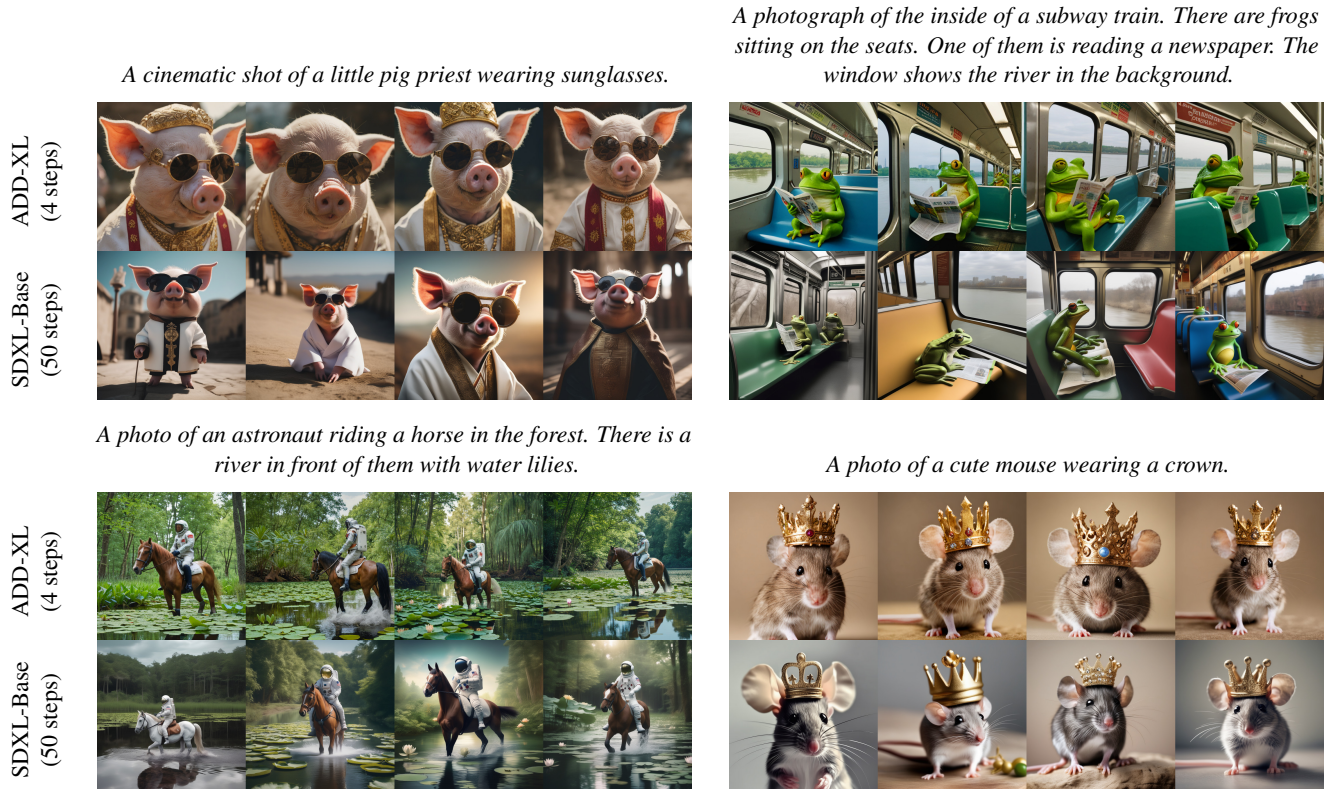 A cinematic shot of a little pig priest wearing sunglasses.
A photograph of the inside of a subway train. There are frogs
sitting on the seats. One of them is reading a newspaper. The
window shows the river in the background.
ADD-XL
(4 steps)
SDXL-Base
(50 steps)
A photo of an astronaut riding a horse in the forest. There is a
river in front of them with water lilies.
A photo of a cute mouse wearing a crown.
ADD-XL
(4 steps)
SDXL-Base
(50 steps)